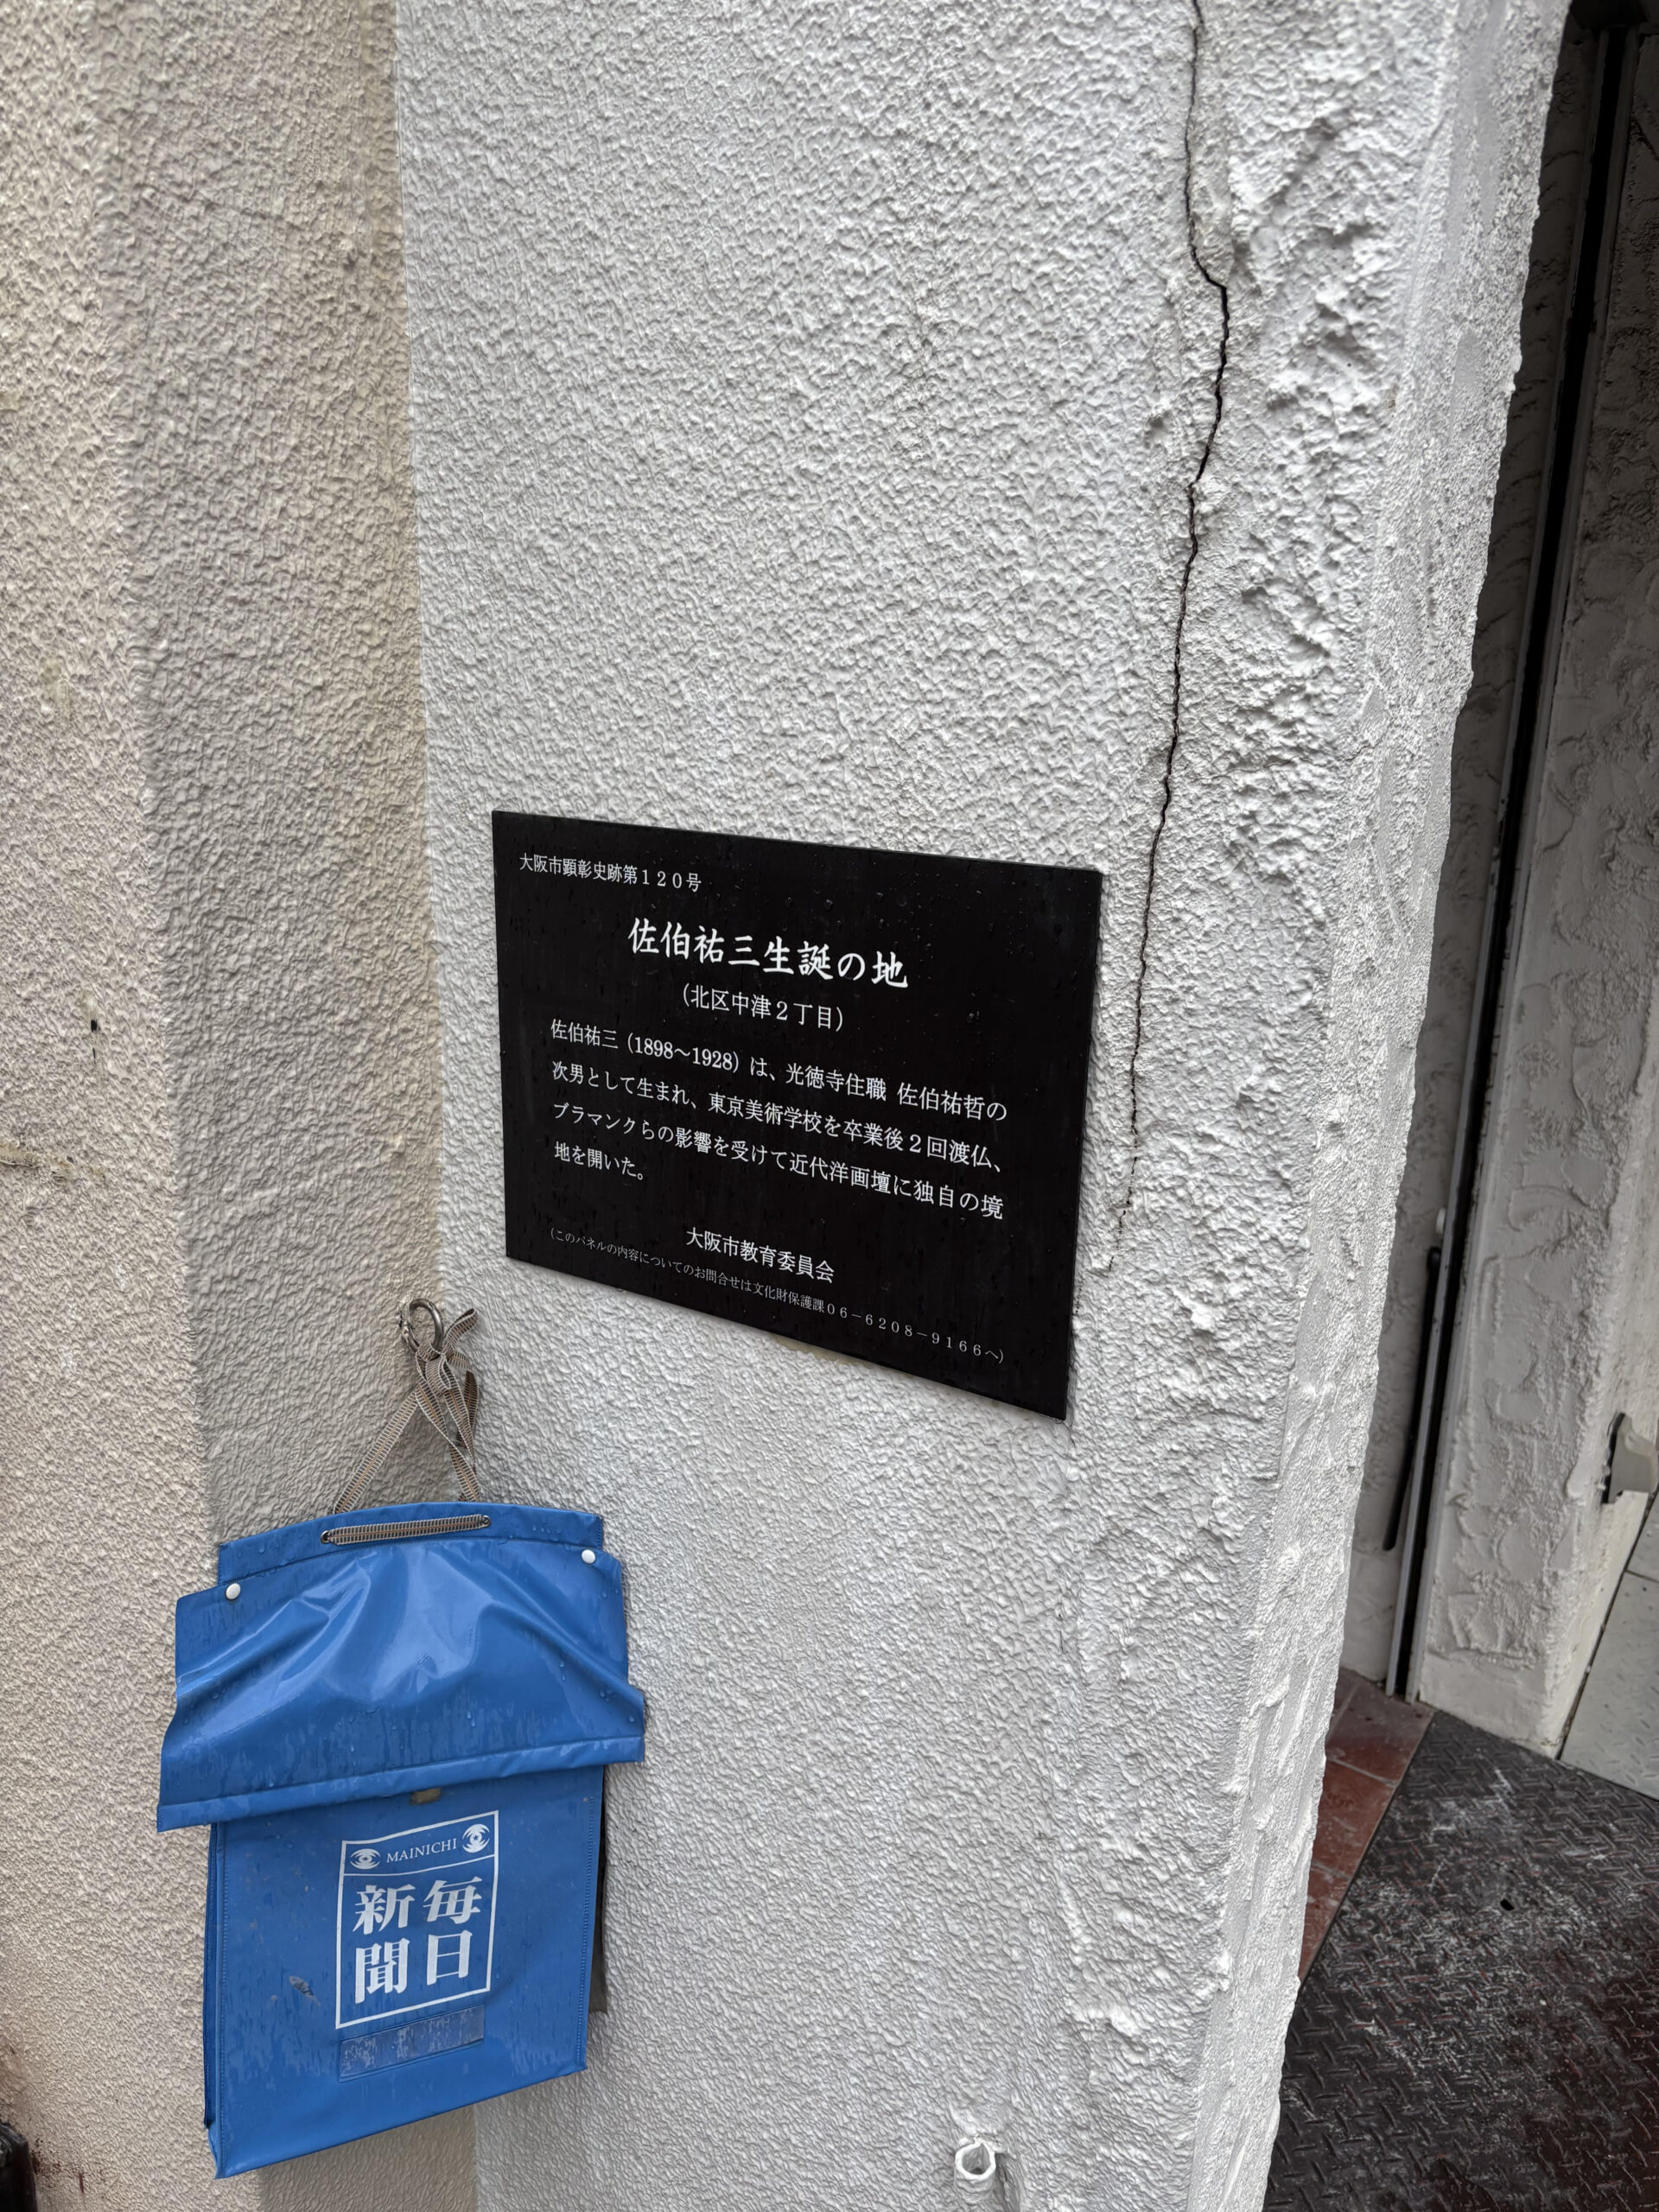 大阪市顕彰史跡第120号
佐伯祐三生誕の地
(北区中津2丁目)
佐伯祐三(1898～1928)は、光徳寺住職 佐伯祐哲の
次男として生まれ、東京美術学校を卒業後2回渡仏、
ブラマンクらの影響を受けて近代洋画壇に独自の境
地を開いた。
大阪市教育委員会
(このパネルの内容についてのお問合せは文化財保護課06－6208－9166へ)
MAINICHI
毎日
新聞